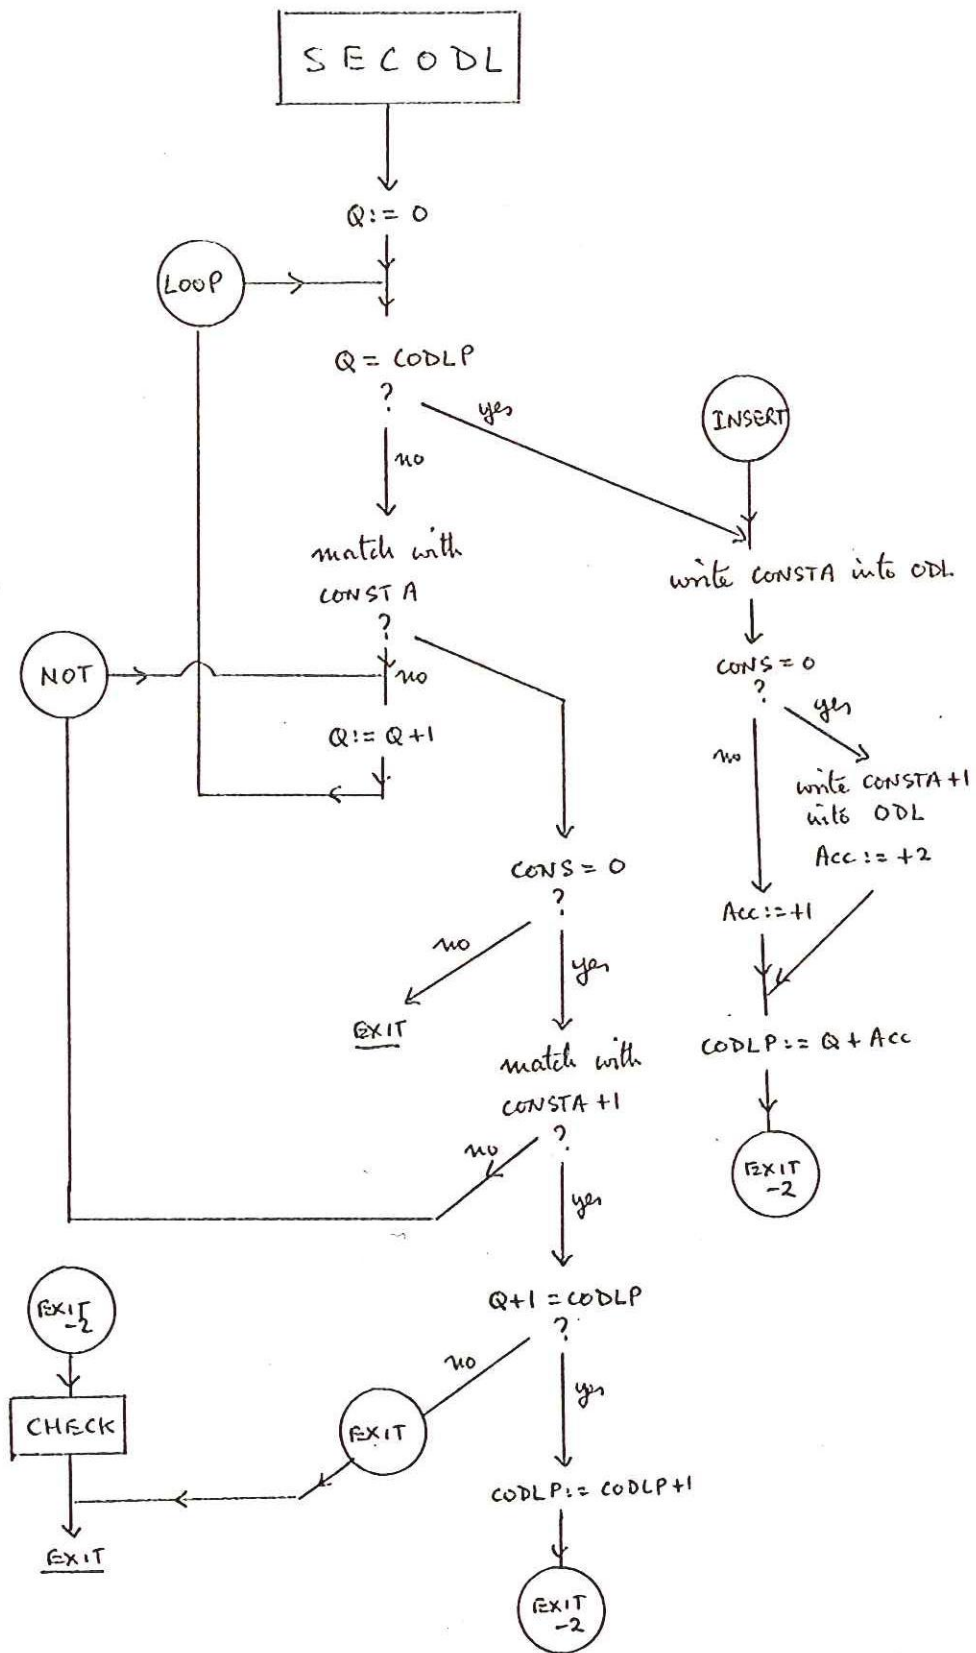 SECODL
Q:= 0
LOOP
Q = CODLP
?
yes
no
INSERT
match with
CONSTA
?
no
write CONSTA into ODL
NOT
Q:= Q+1
CONS = 0
?
yes
no
write CONSTA+1
into ODL
Acc := +2
Acc:=+1
CODLP:= Q + Acc
EXIT
-2
CONS = 0
?
no
yes
EXIT
match with
CONSTA +1
?
no
yes
Q+1 = CODLP
?
no
yes
EXIT
-2
CHECK
EXIT
EXIT
CODLP:= CODLP+1
EXIT
-2